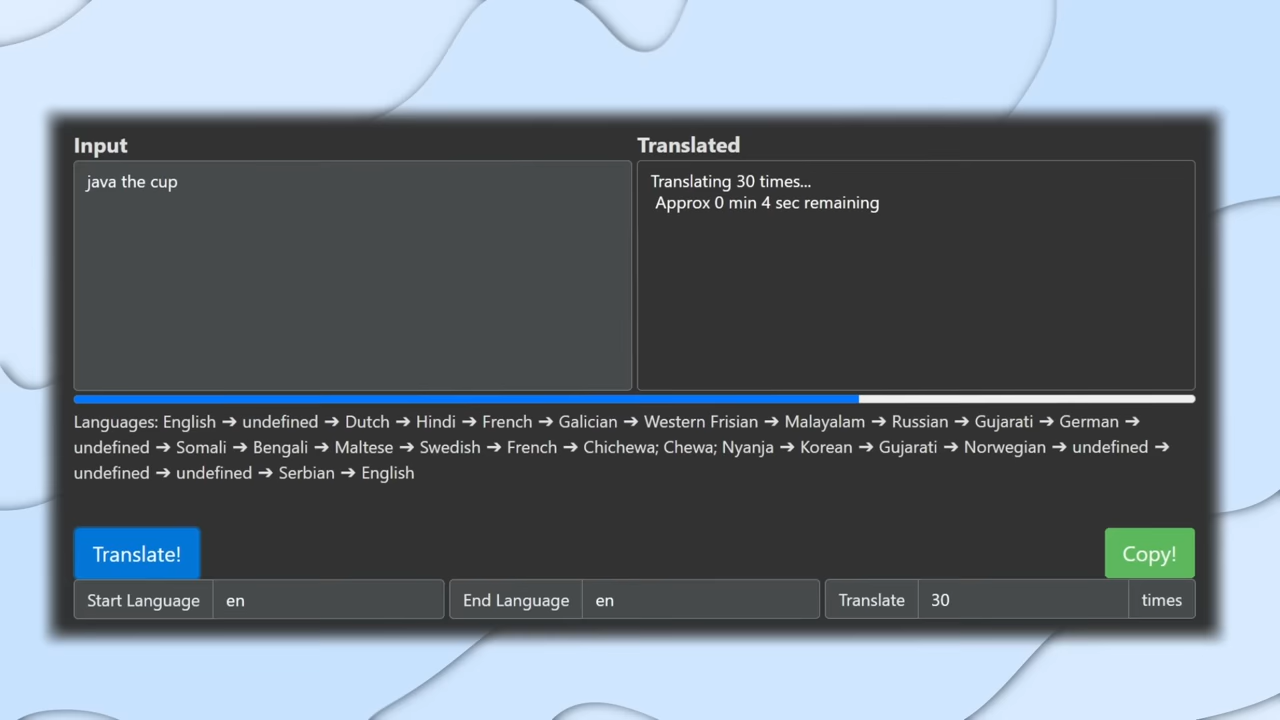 Input
Translated
java the cup
Translating 30 times...
Approx 0 min 4 sec remaining
Languages: English ➔ undefined ➔ Dutch ➔ Hindi ➔ French ➔ Galician ➔ Western Frisian ➔ Malayalam ➔ Russian ➔ Gujarati ➔ German ➔
undefined ➔ Somali ➔ Bengali ➔ Maltese ➔ Swedish ➔ French ➔ Chichewa; Chewa; Nyanja ➔ Korean ➔ Gujarati ➔ Norwegian ➔ undefined ➔
undefined ➔ undefined ➔ Serbian ➔ English
Translate!
Copy!
Start Language en
End Language en
Translate 30 times